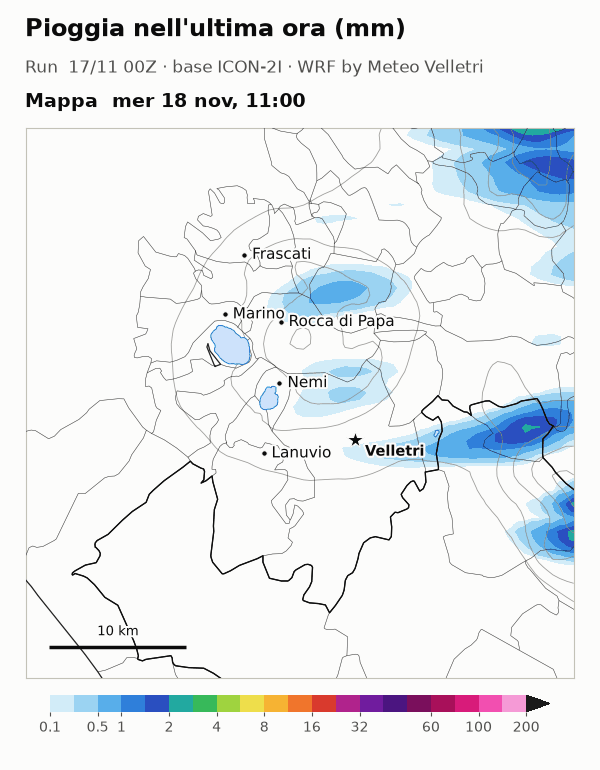 Pioggia nell'ultima ora (mm)
Run  17/11 00Z · base ICON-2I · WRF by Meteo Velletri
Mappa  mer 18 nov, 11:00
Frascati
Marino
Rocca di Papa
Nemi
Velletri
Lanuvio
10 km
0.1 0.5 1 2 4 8 16 32 60 100 200